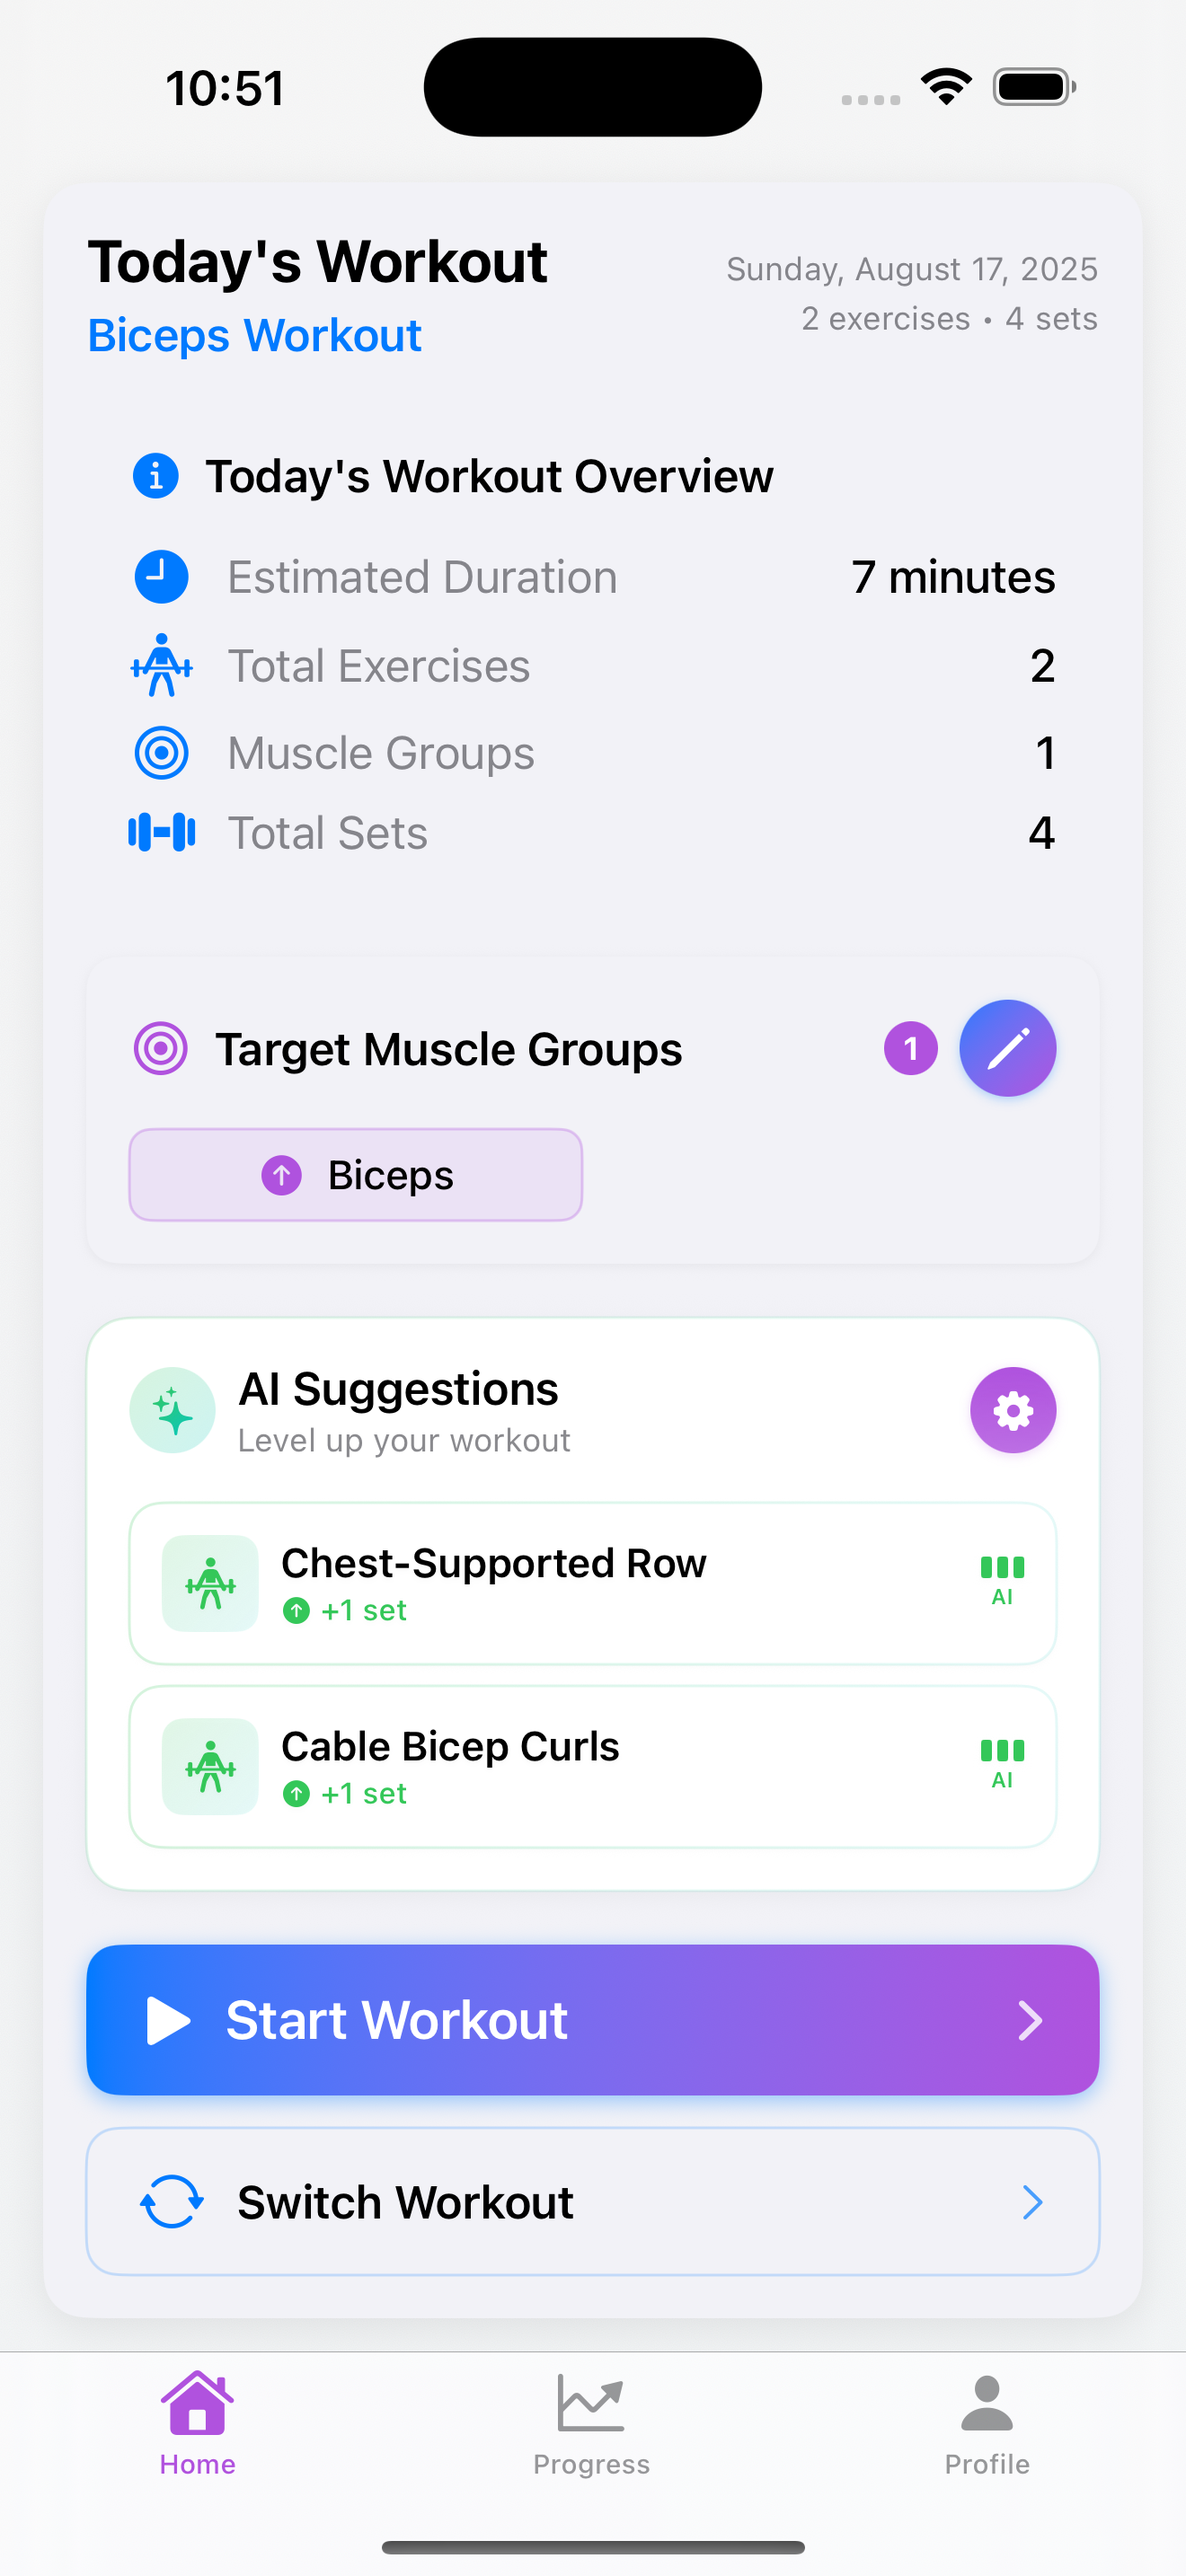 10:51
Today's Workout
Sunday, August 17, 2025
Biceps Workout
2 exercises • 4 sets
Today's Workout Overview
Estimated Duration 7 minutes
Total Exercises 2
Muscle Groups 1
Total Sets 4
Target Muscle Groups 1
Biceps
AI Suggestions
Level up your workout
Chest-Supported Row
+1 set
AI
Cable Bicep Curls
+1 set
AI
Start Workout
Switch Workout
Home Progress Profile